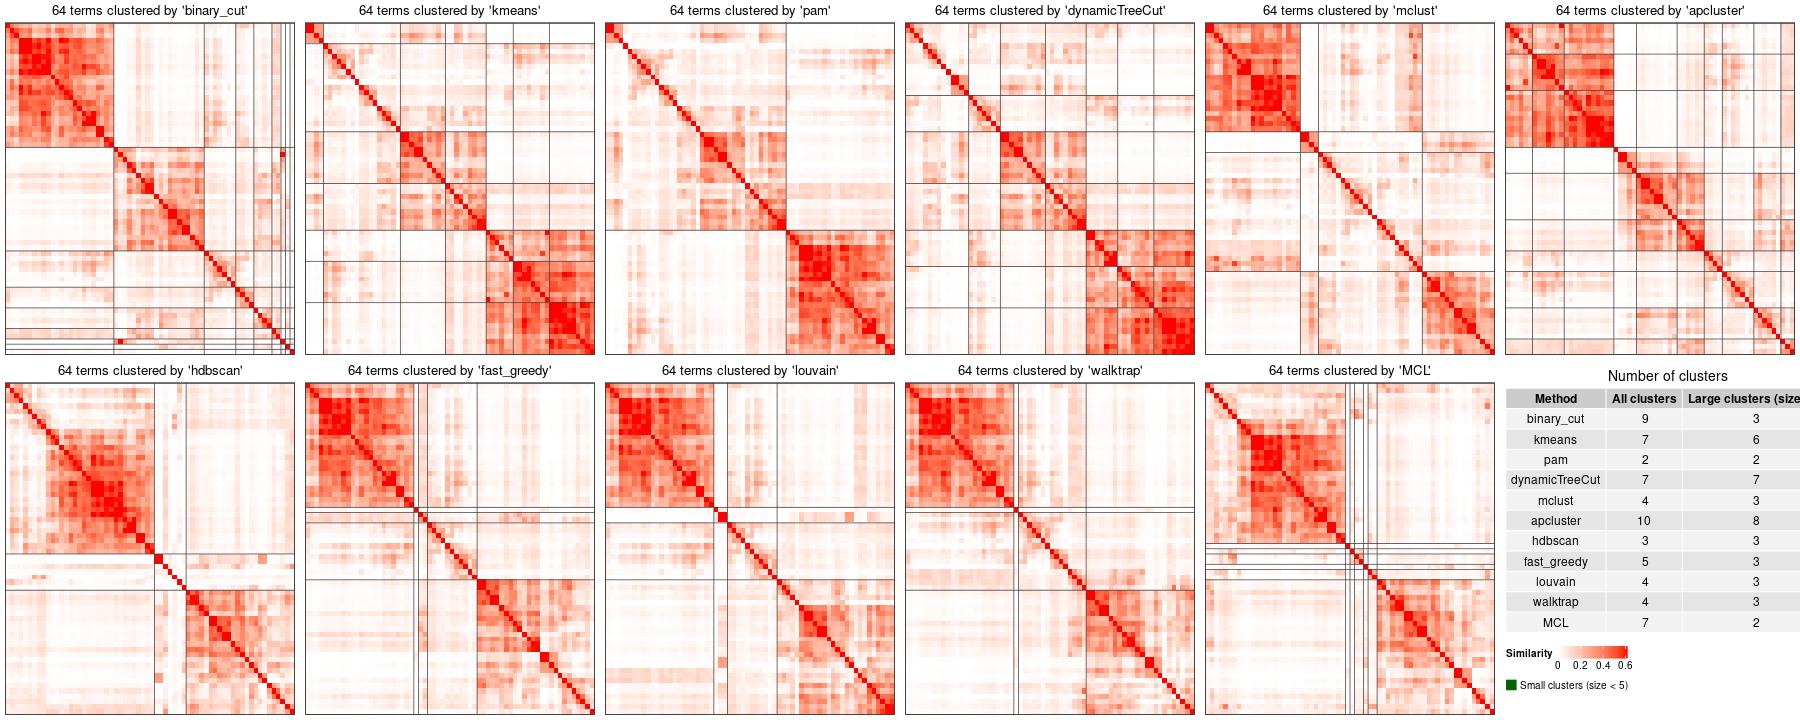 64 terms clustered by 'binary_cut'
64 terms clustered by 'kmeans'
64 terms clustered by 'pam'
64 terms clustered by 'dynamicTreeCut'
64 terms clustered by 'mclust'
64 terms clustered by 'apcluster'
64 terms clustered by 'hdbscan'
64 terms clustered by 'fast_greedy'
64 terms clustered by 'louvain'
64 terms clustered by 'walktrap'
64 terms clustered by 'MCL'
Number of clusters
Method All clusters Large clusters (size
binary_cut 9 3
kmeans 7 6
pam 2 2
dynamicTreeCut 7 7
mclust 4 3
apcluster 10 8
hdbscan 3 3
fast_greedy 5 3
louvain 4 3
walktrap 4 3
MCL 7 2
Similarity
0 0.2 0.4 0.6
Small clusters (size < 5)